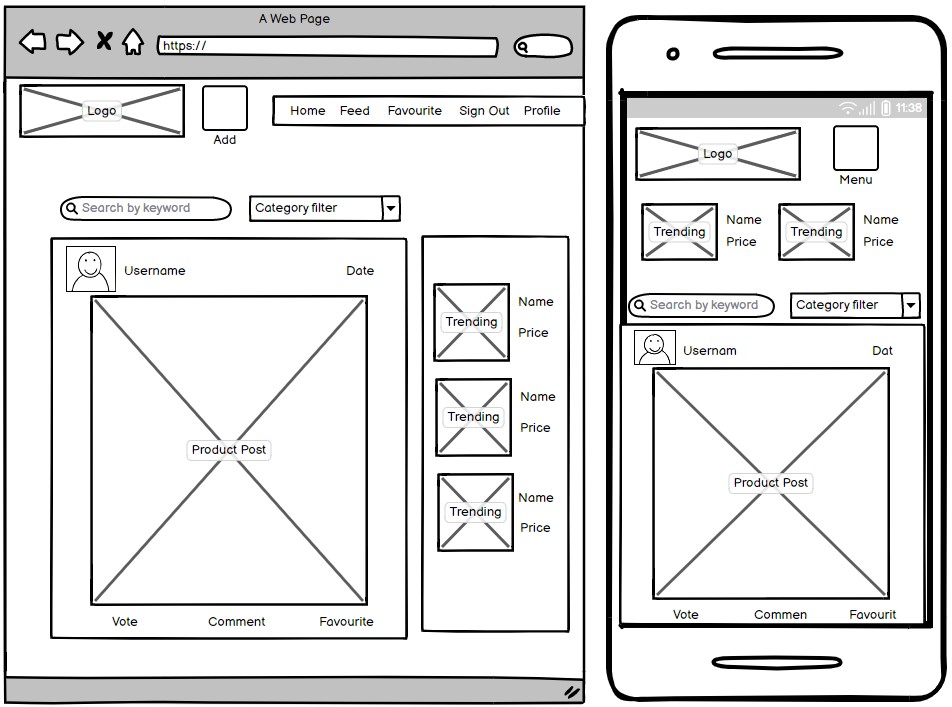 A Web Page
https://
Logo
Add
Home Feed Favourite Sign Out Profile
Search by keyword
Category filter
Username
Date
Product Post
Vote Comment Favourite
Trending
Name
Price
Trending
Name
Price
Trending
Name
Price
11:38
Logo
Menu
Trending
Name
Price
Trending
Name
Price
Search by keyword
Category filter
Usernam
Dat
Product Post
Vote Commen Favourit